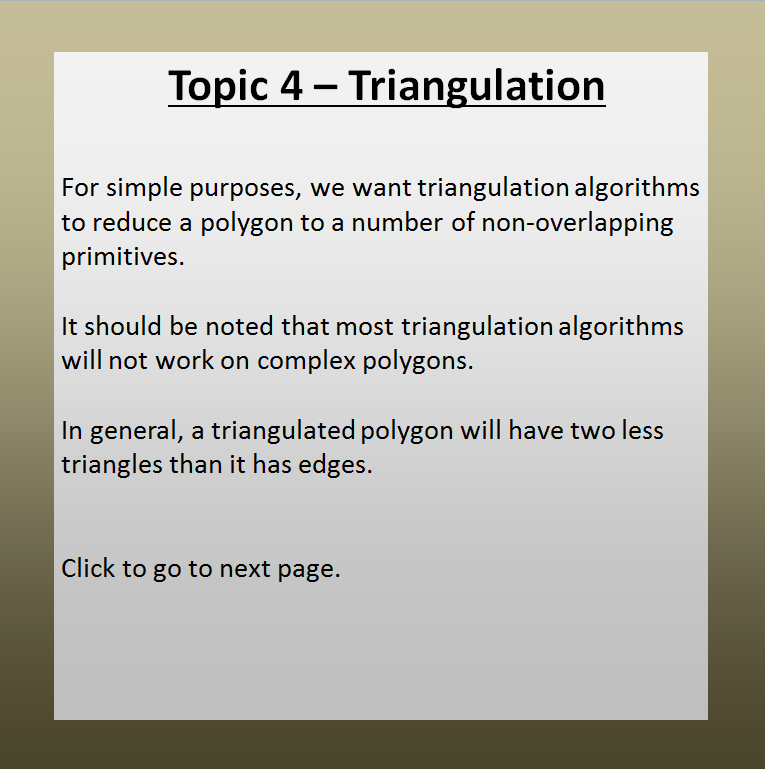 Topic 4 – Triangulation
For simple purposes, we want triangulation algorithms
to reduce a polygon to a number of non-overlapping
primitives.
It should be noted that most triangulation algorithms
will not work on complex polygons.
In general, a triangulated polygon will have two less
triangles than it has edges.
Click to go to next page.